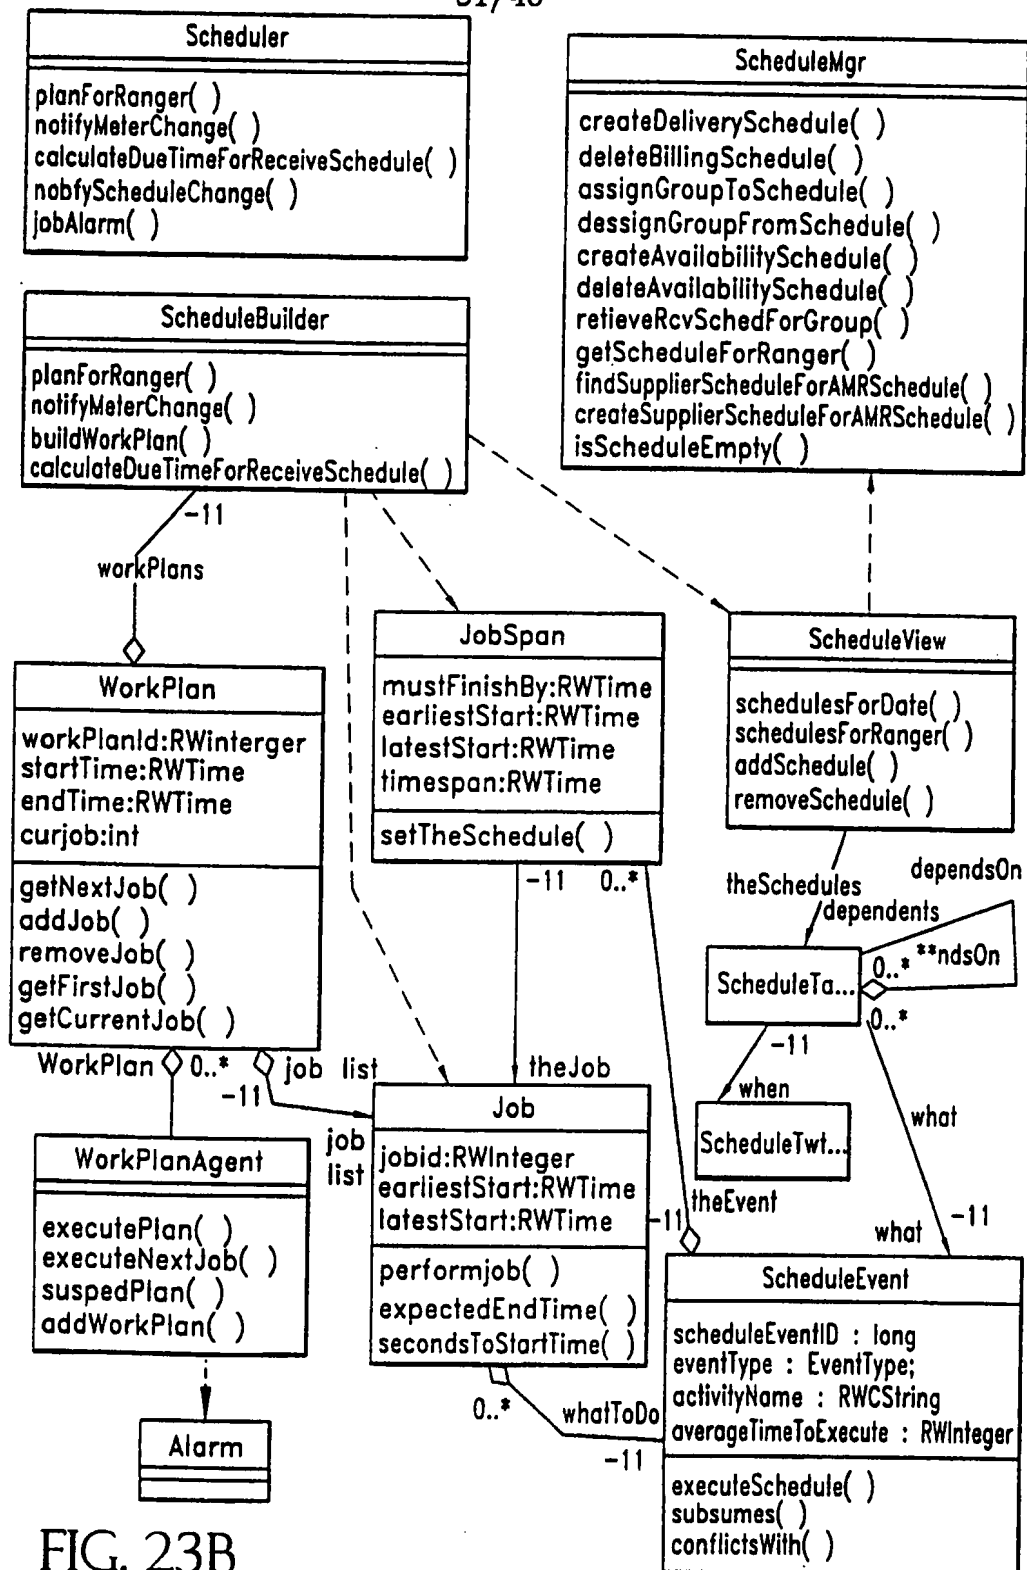 Scheduler
planForRanger( )
notifyMeterChange( )
calculateDueTimeForReceiveSchedule( )
nobfyScheduleChange( )
jobAlarm( )
ScheduleMgr
createDeliverySchedule( )
deleteBillingSchedule( )
assignGroupToSchedule( )
dessignGroupFromSchedule( )
createAvailabilitySchedule( )
deleteAvailabilitySchedule( )
retieveRcvSchedForGroup( )
getScheduleForRanger( )
findSupplierScheduleForAMRSchedule( )
createSupplierScheduleForAMRSchedule( )
isScheduleEmpty( )
ScheduleBuilder
planForRanger( )
notifyMeterChange( )
buildWorkPlan( )
calculateDueTimeForReceiveSchedule( )
-11
workPlans
WorkPlan
workPlanId:RWinterger
startTime:RWTime
endTime:RWTime
curjob:int
getNextJob( )
addJob( )
removeJob( )
getFirstJob( )
getCurrentJob( )
JobSpan
mustFinishBy:RWTime
earliestStart:RWTime
latestStart:RWTime
timespan:RWTime
setTheSchedule( )
-11 0..*
ScheduleView
schedulesForDate( )
schedulesForRanger( )
addSchedule( )
removeSchedule( )
theSchedules
dependsOn
dependents
0..* **ndsOn
ScheduleTa...
0..*
-11
when
ScheduleTwt...
what
WorkPlan 0..* job list
-11
theJob
job
list
WorkPlanAgent
executePlan( )
executeNextJob( )
suspedPlan( )
addWorkPlan( )
Alarm
Job
jobid:RWInteger
earliestStart:RWTime
latestStart:RWTime
performjob( )
expectedEndTime( )
secondsToStartTime( )
0..* whatToDo
-11
theEvent
-11
what -11
ScheduleEvent
scheduleEventID : long
eventType : EventType;
activityName : RWCString
averageTimeToExecute : RWInteger
executeSchedule( )
subsumes( )
conflictsWith( )
FIG. 23B